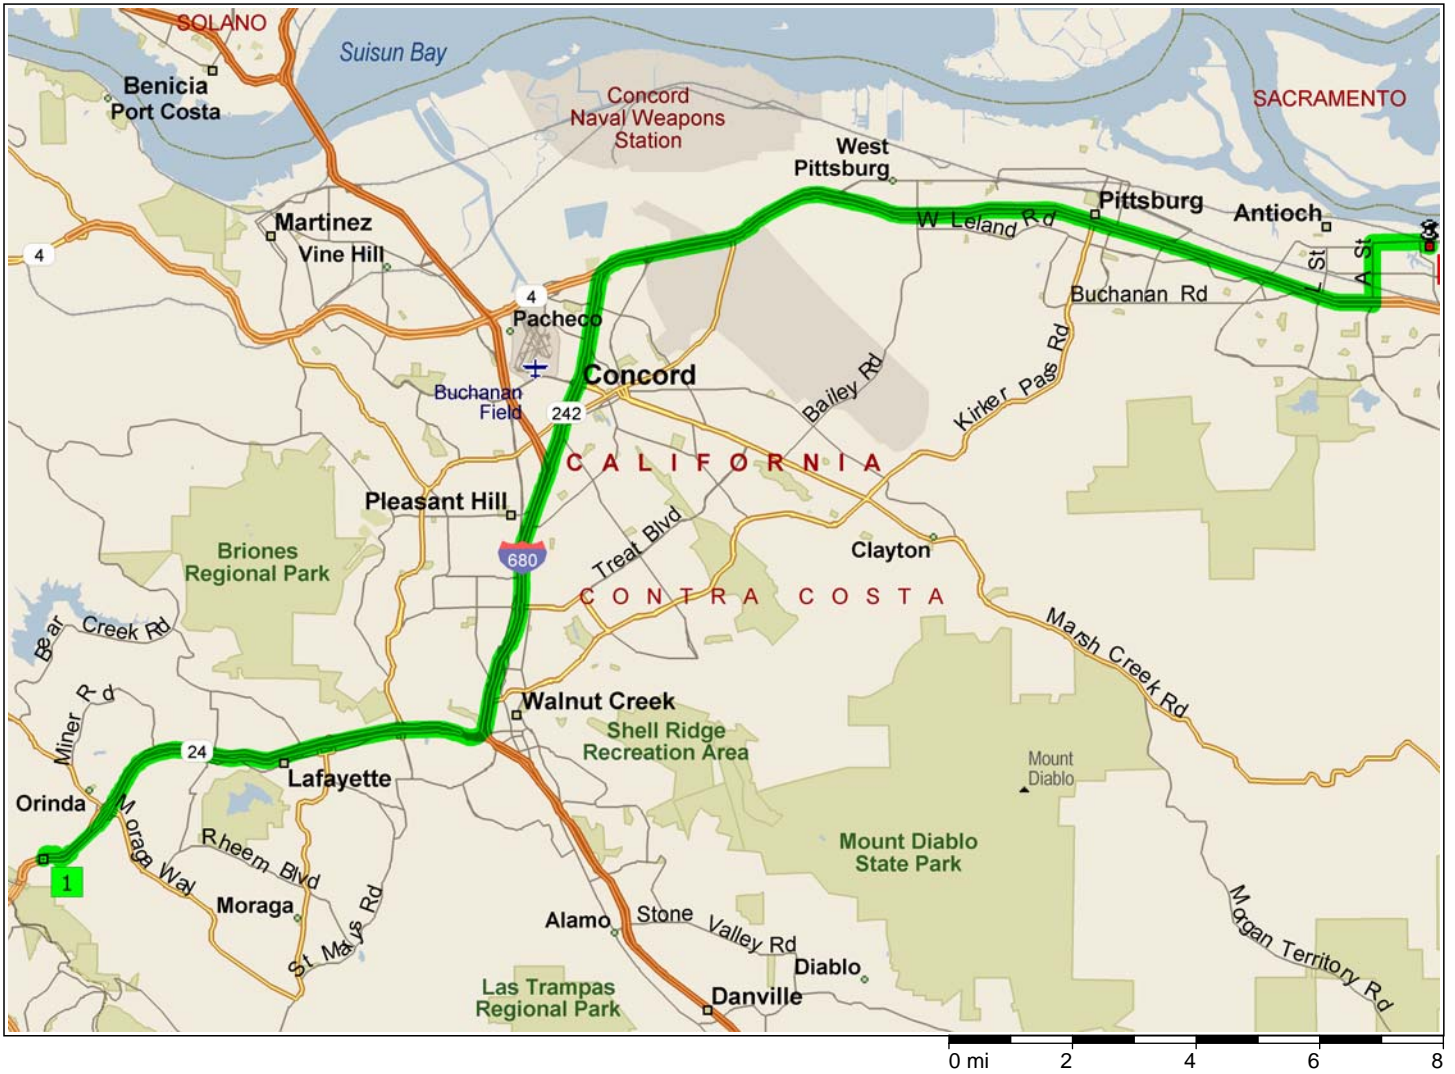 SOLANO
Suisun Bay
Benicia
Port Costa
Concord
Naval Weapons
Station
SACRAMENTO
West
Pittsburg
Martinez
Vine Hill
4
Pittsburg
W Leland Rd
Antioch
L St
A St
4
Pacheco
Buchanan Rd
Concord
Buchanan
Field
242
Bailey Rd
Kirker Pass Rd
CALIFORNIA
Pleasant Hill
680
Treat Blvd
Clayton
Briones
Regional Park
CONTRA COSTA
Bear Creek Rd
Marsh Creek Rd
Miner Rd
Walnut Creek
Shell Ridge
Recreation Area
24
Lafayette
Mount
Diablo
Orinda
Moraga Way
Rheem Blvd
Mount Diablo
State Park
1
Moraga
St Marys Rd
Alamo
Stone Valley Rd
Diablo
Morgan Territory Rd
Las Trampas
Regional Park
Danville
0 mi 2 4 6 8